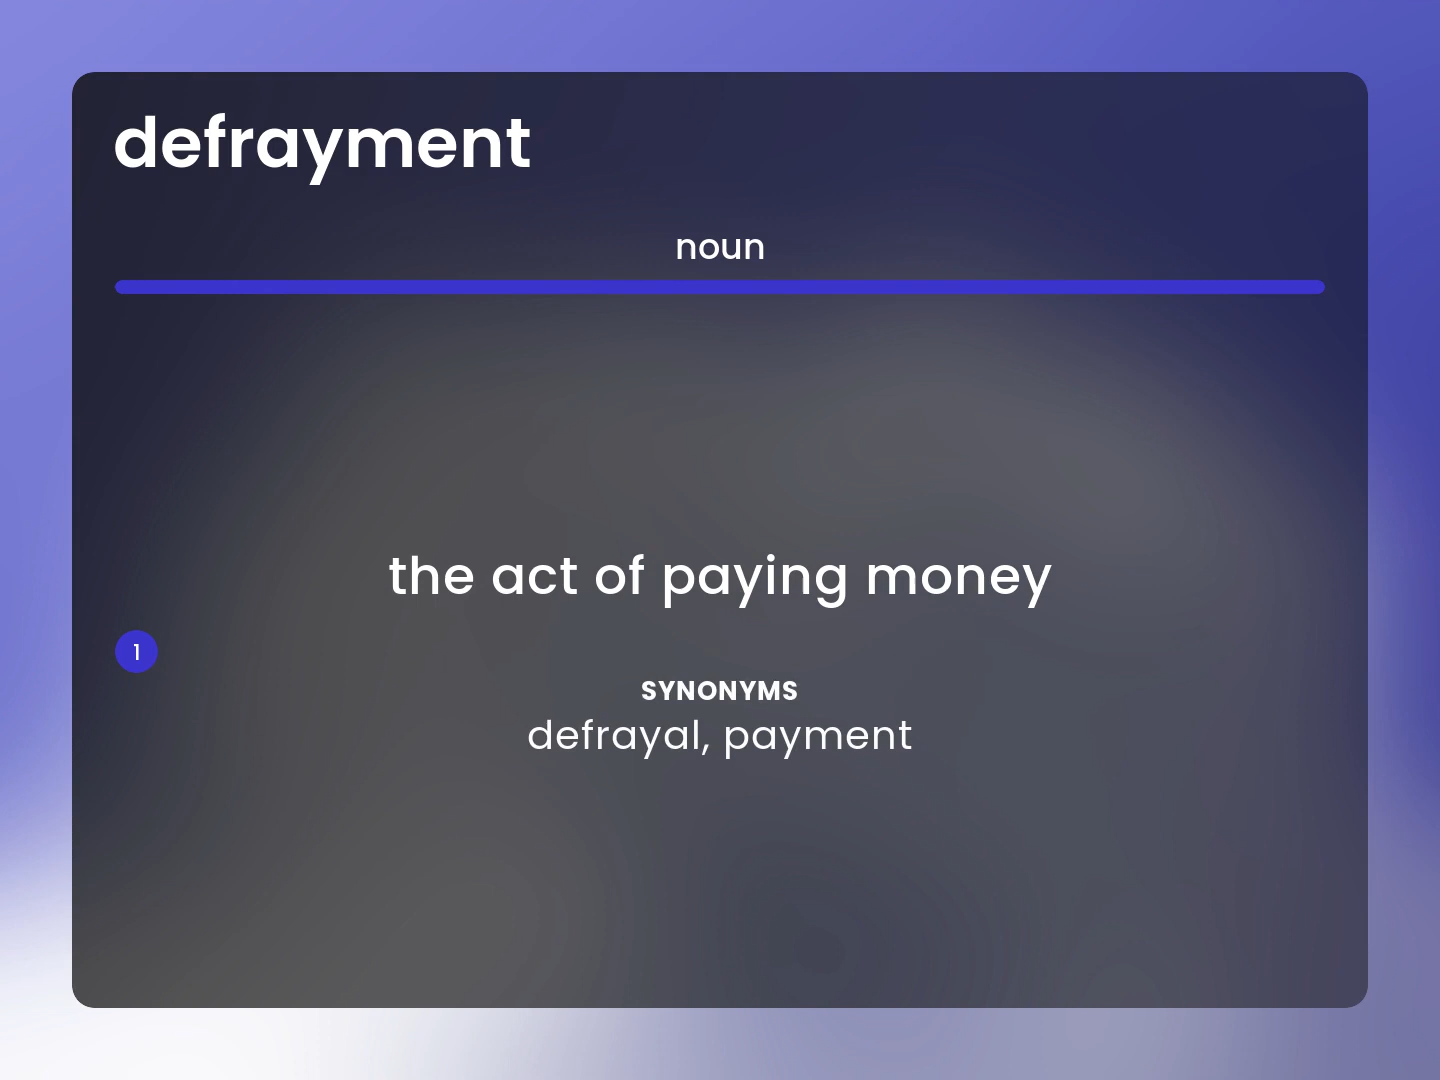 defrayment
noun
the act of paying money
1
SYNONYMS
defrayal, payment